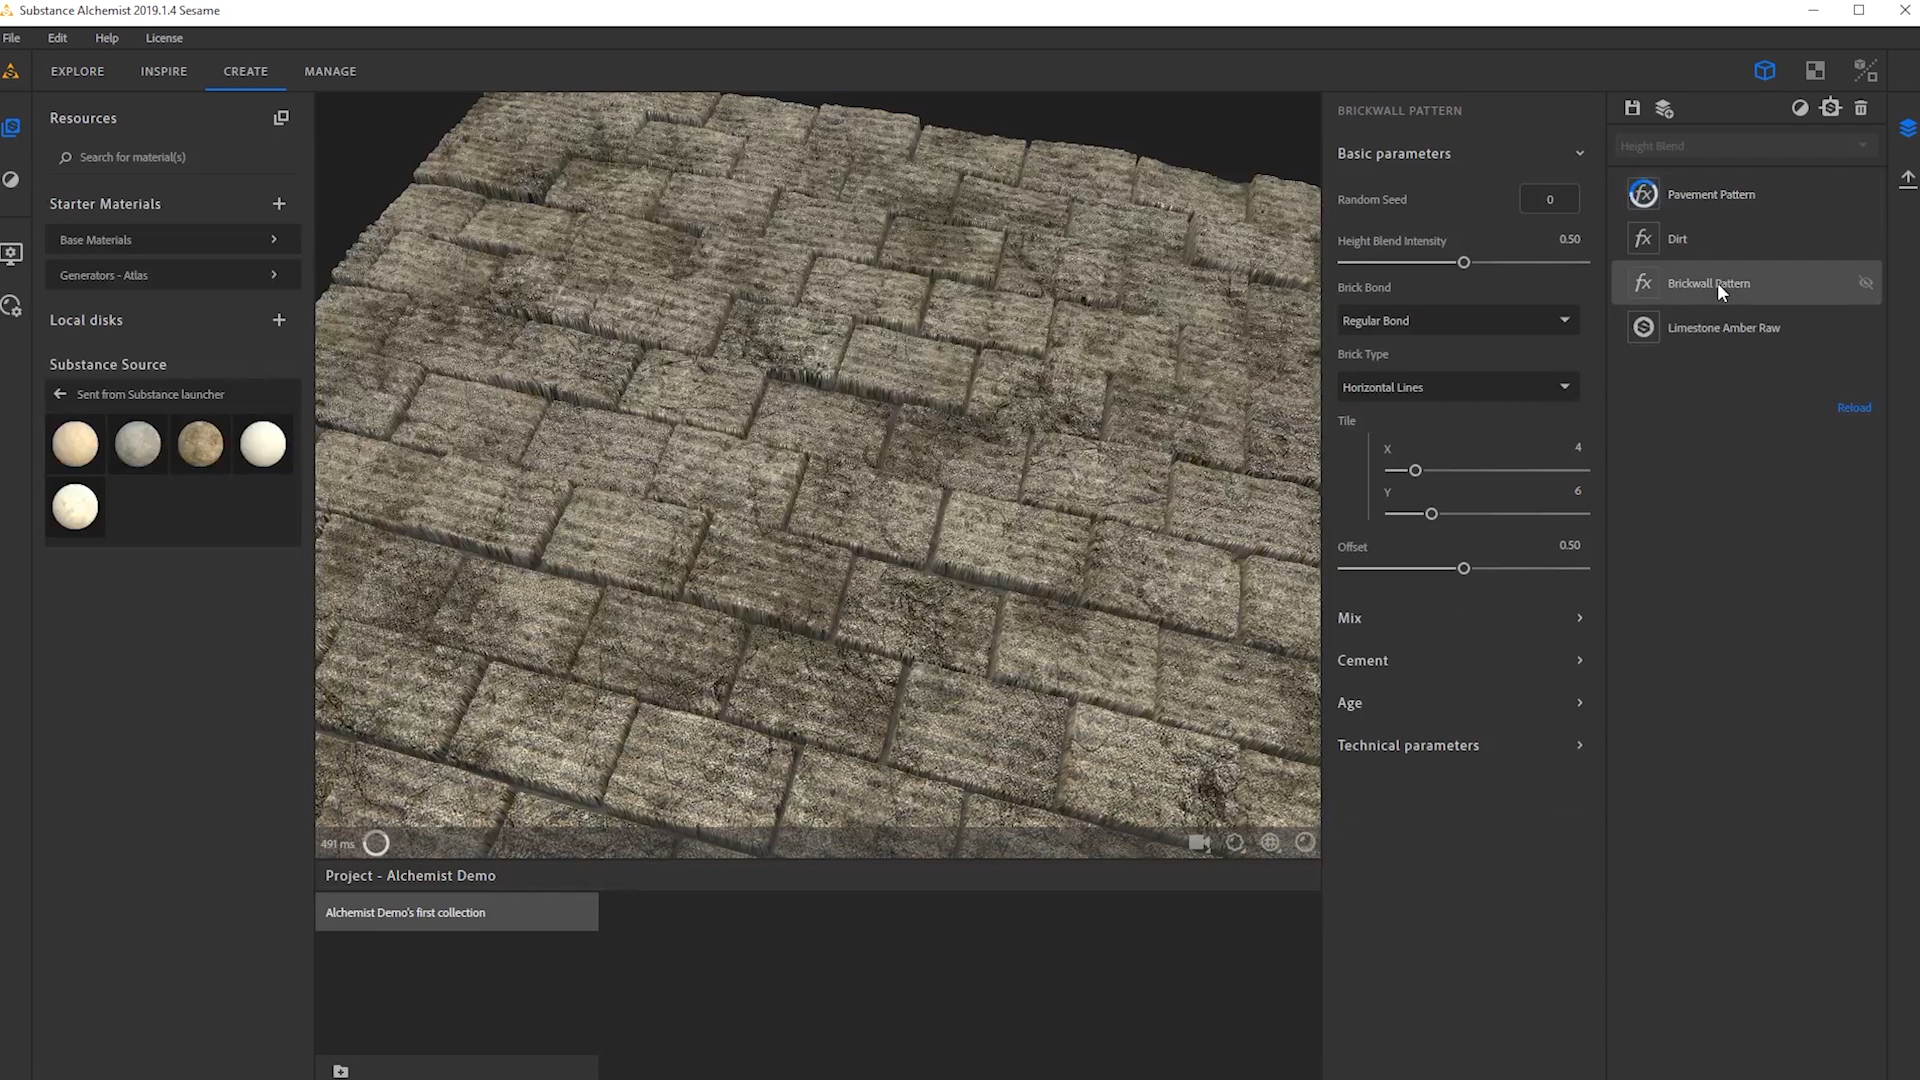 Substance Alchemist 2019.1.4 Sesame
File Edit Help License
EXPLORE INSPIRE CREATE MANAGE
Resources
Search for material(s)
Starter Materials
Base Materials
Generators - Atlas
Local disks
Substance Source
Sent from Substance launcher
491 ms
Project - Alchemist Demo
Alchemist Demo's first collection
BRICKWALL PATTERN
Basic parameters
Random Seed 0
Height Blend Intensity 0.50
Brick Bond
Regular Bond
Brick Type
Horizontal Lines
Tile
X 4
Y 6
Offset 0.50
Mix
Cement
Age
Technical parameters
Height Blend
Pavement Pattern
Dirt
Brickwall Pattern
Limestone Amber Raw
Reload